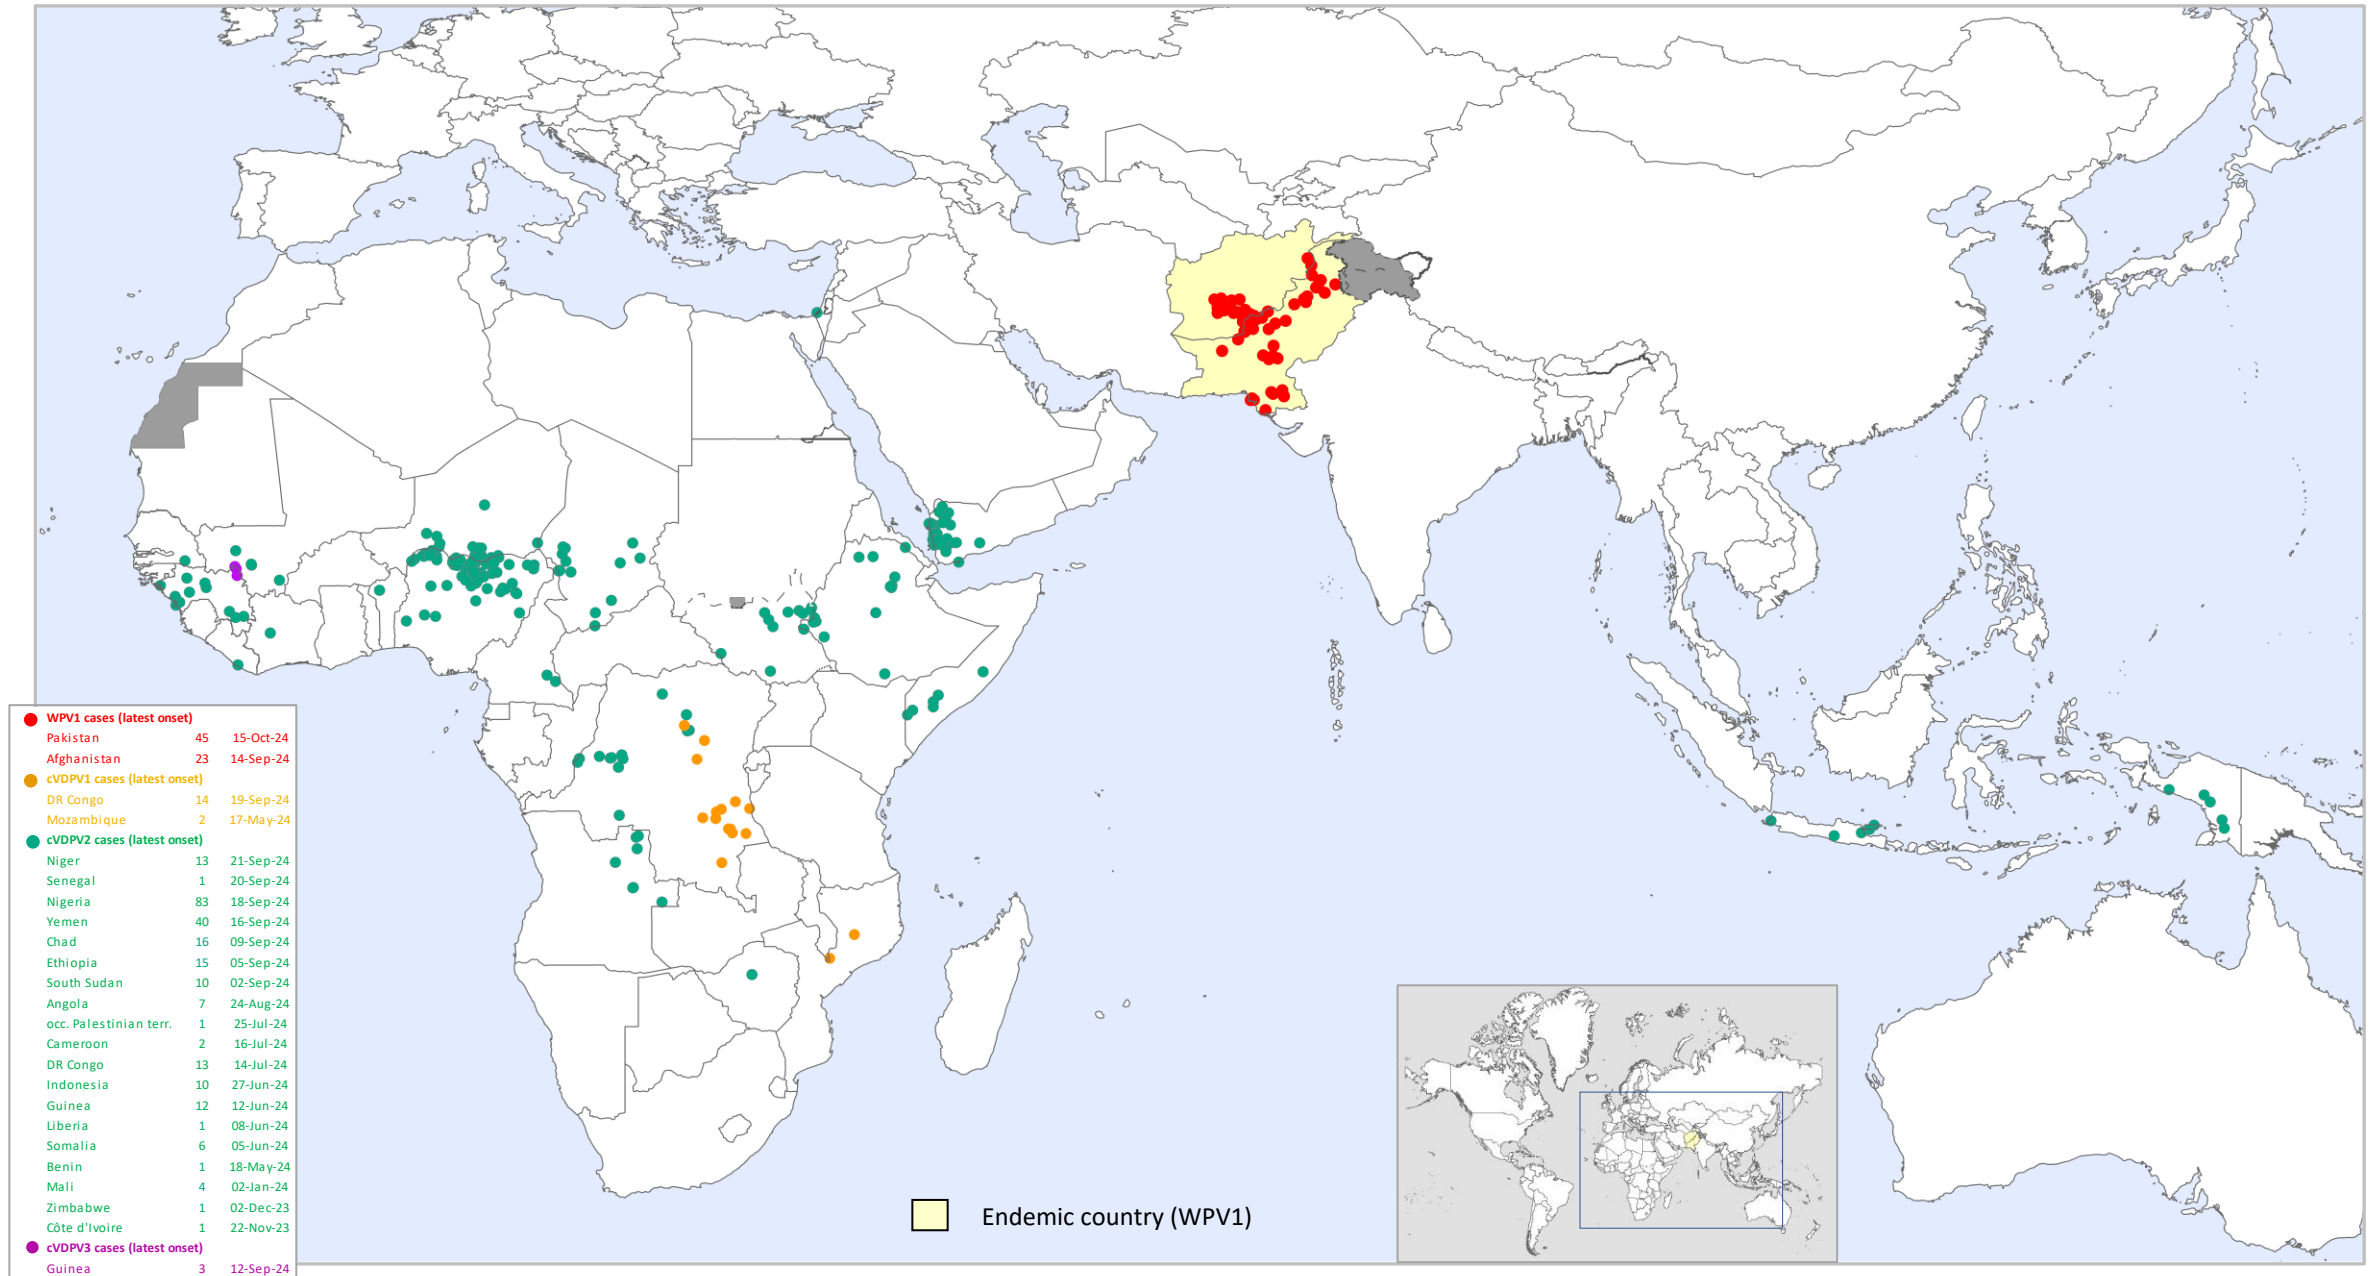 WPV1 cases (latest onset)
Pakistan 45 15-Oct-24
Afghanistan 23 14-Sep-24
cVDPV1 cases (latest onset)
DR Congo 14 19-Sep-24
Mozambique 2 17-May-24
cVDPV2 cases (latest onset)
Niger 13 21-Sep-24
Senegal 1 20-Sep-24
Nigeria 83 18-Sep-24
Yemen 40 16-Sep-24
Chad 16 09-Sep-24
Ethiopia 15 05-Sep-24
South Sudan 10 02-Sep-24
Angola 7 24-Aug-24
occ. Palestinian terr. 1 25-Jul-24
Cameroon 2 16-Jul-24
DR Congo 13 14-Jul-24
Indonesia 10 27-Jun-24
Guinea 12 12-Jun-24
Liberia 1 08-Jun-24
Somalia 6 05-Jun-24
Benin 1 18-May-24
Mali 4 02-Jan-24
Zimbabwe 1 02-Dec-23
Côte d'Ivoire 1 22-Nov-23
cVDPV3 cases (latest onset)
Guinea 3 12-Sep-24
Endemic country (WPV1)